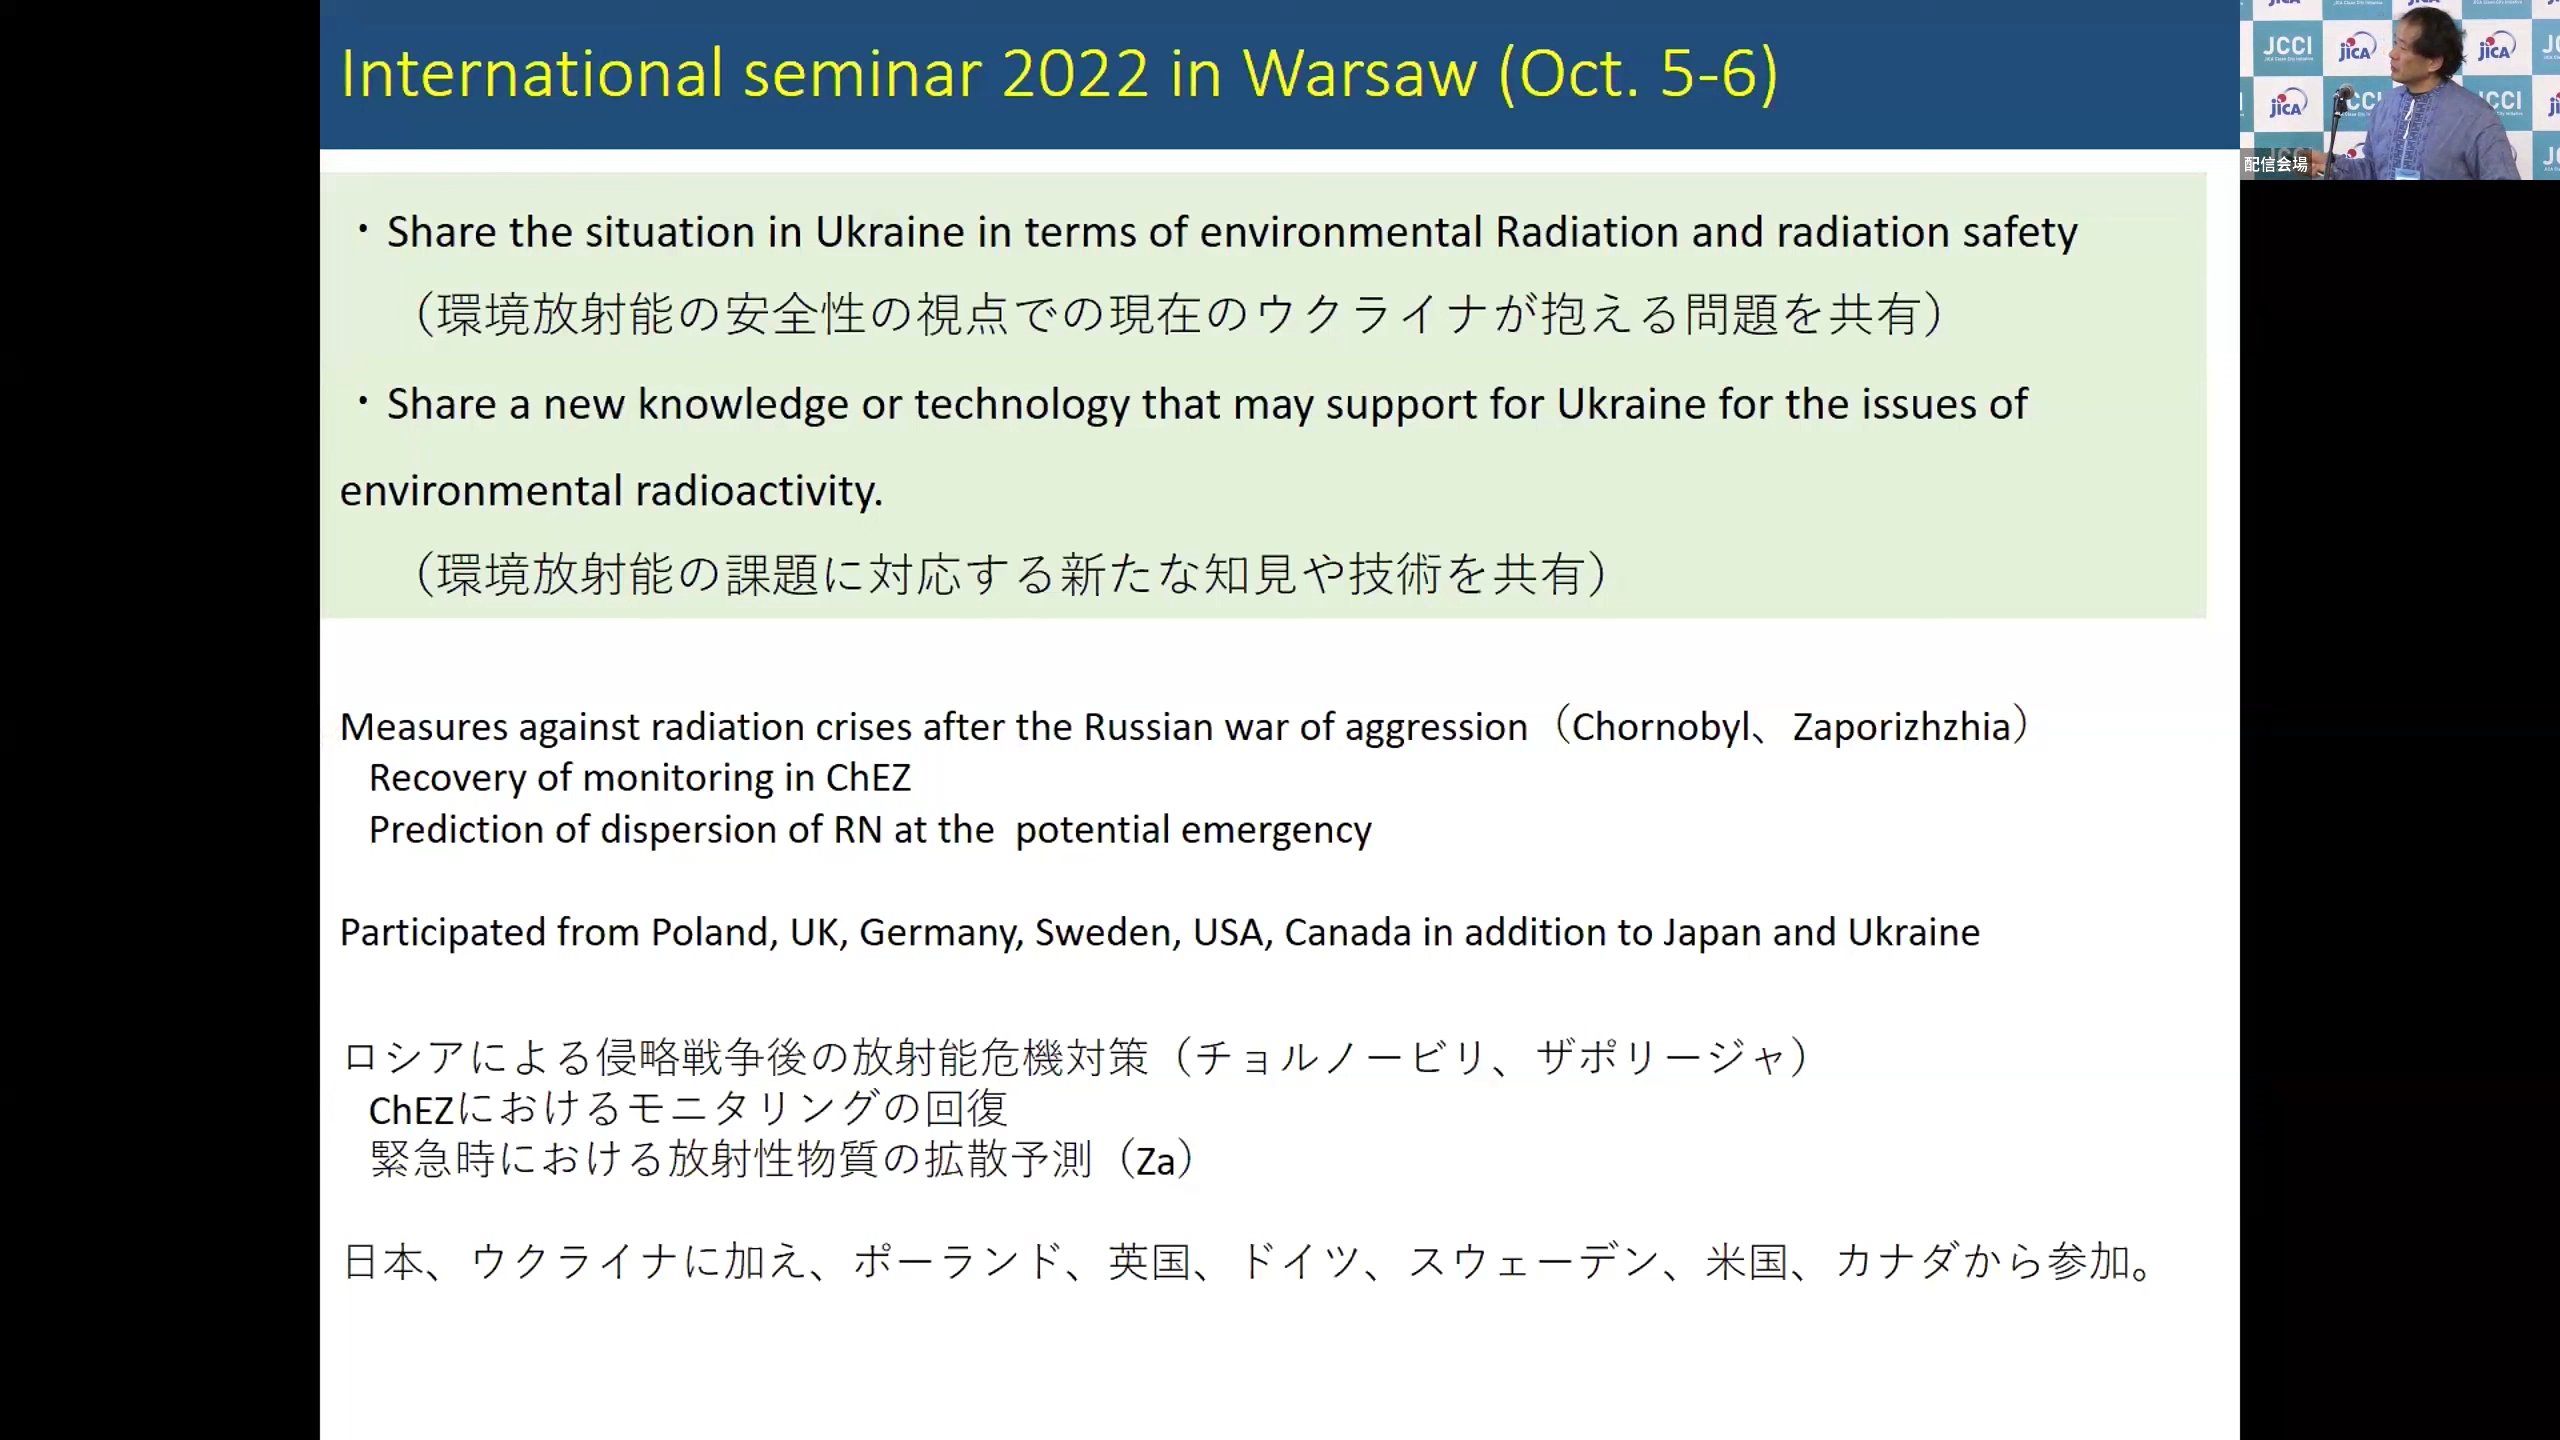 International seminar 2022 in Warsaw (Oct. 5-6)
・Share the situation in Ukraine in terms of environmental Radiation and radiation safety
（環境放射能の安全性の視点での現在のウクライナが抱える問題を共有）
・Share a new knowledge or technology that may support for Ukraine for the issues of
environmental radioactivity.
（環境放射能の課題に対応する新たな知見や技術を共有）
Measures against radiation crises after the Russian war of aggression（Chornobyl、Zaporizhzhia）
Recovery of monitoring in ChEZ
Prediction of dispersion of RN at the potential emergency
Participated from Poland, UK, Germany, Sweden, USA, Canada in addition to Japan and Ukraine
ロシアによる侵略戦争後の放射能危機対策（チョルノービリ、ザポリージャ）
ChEZにおけるモニタリングの回復
緊急時における放射性物質の拡散予測（Za）
日本、ウクライナに加え、ポーランド、英国、ドイツ、スウェーデン、米国、カナダから参加。
JCCI
JICA Clean City Initiative
jICA
jICA
jICA
配信会場